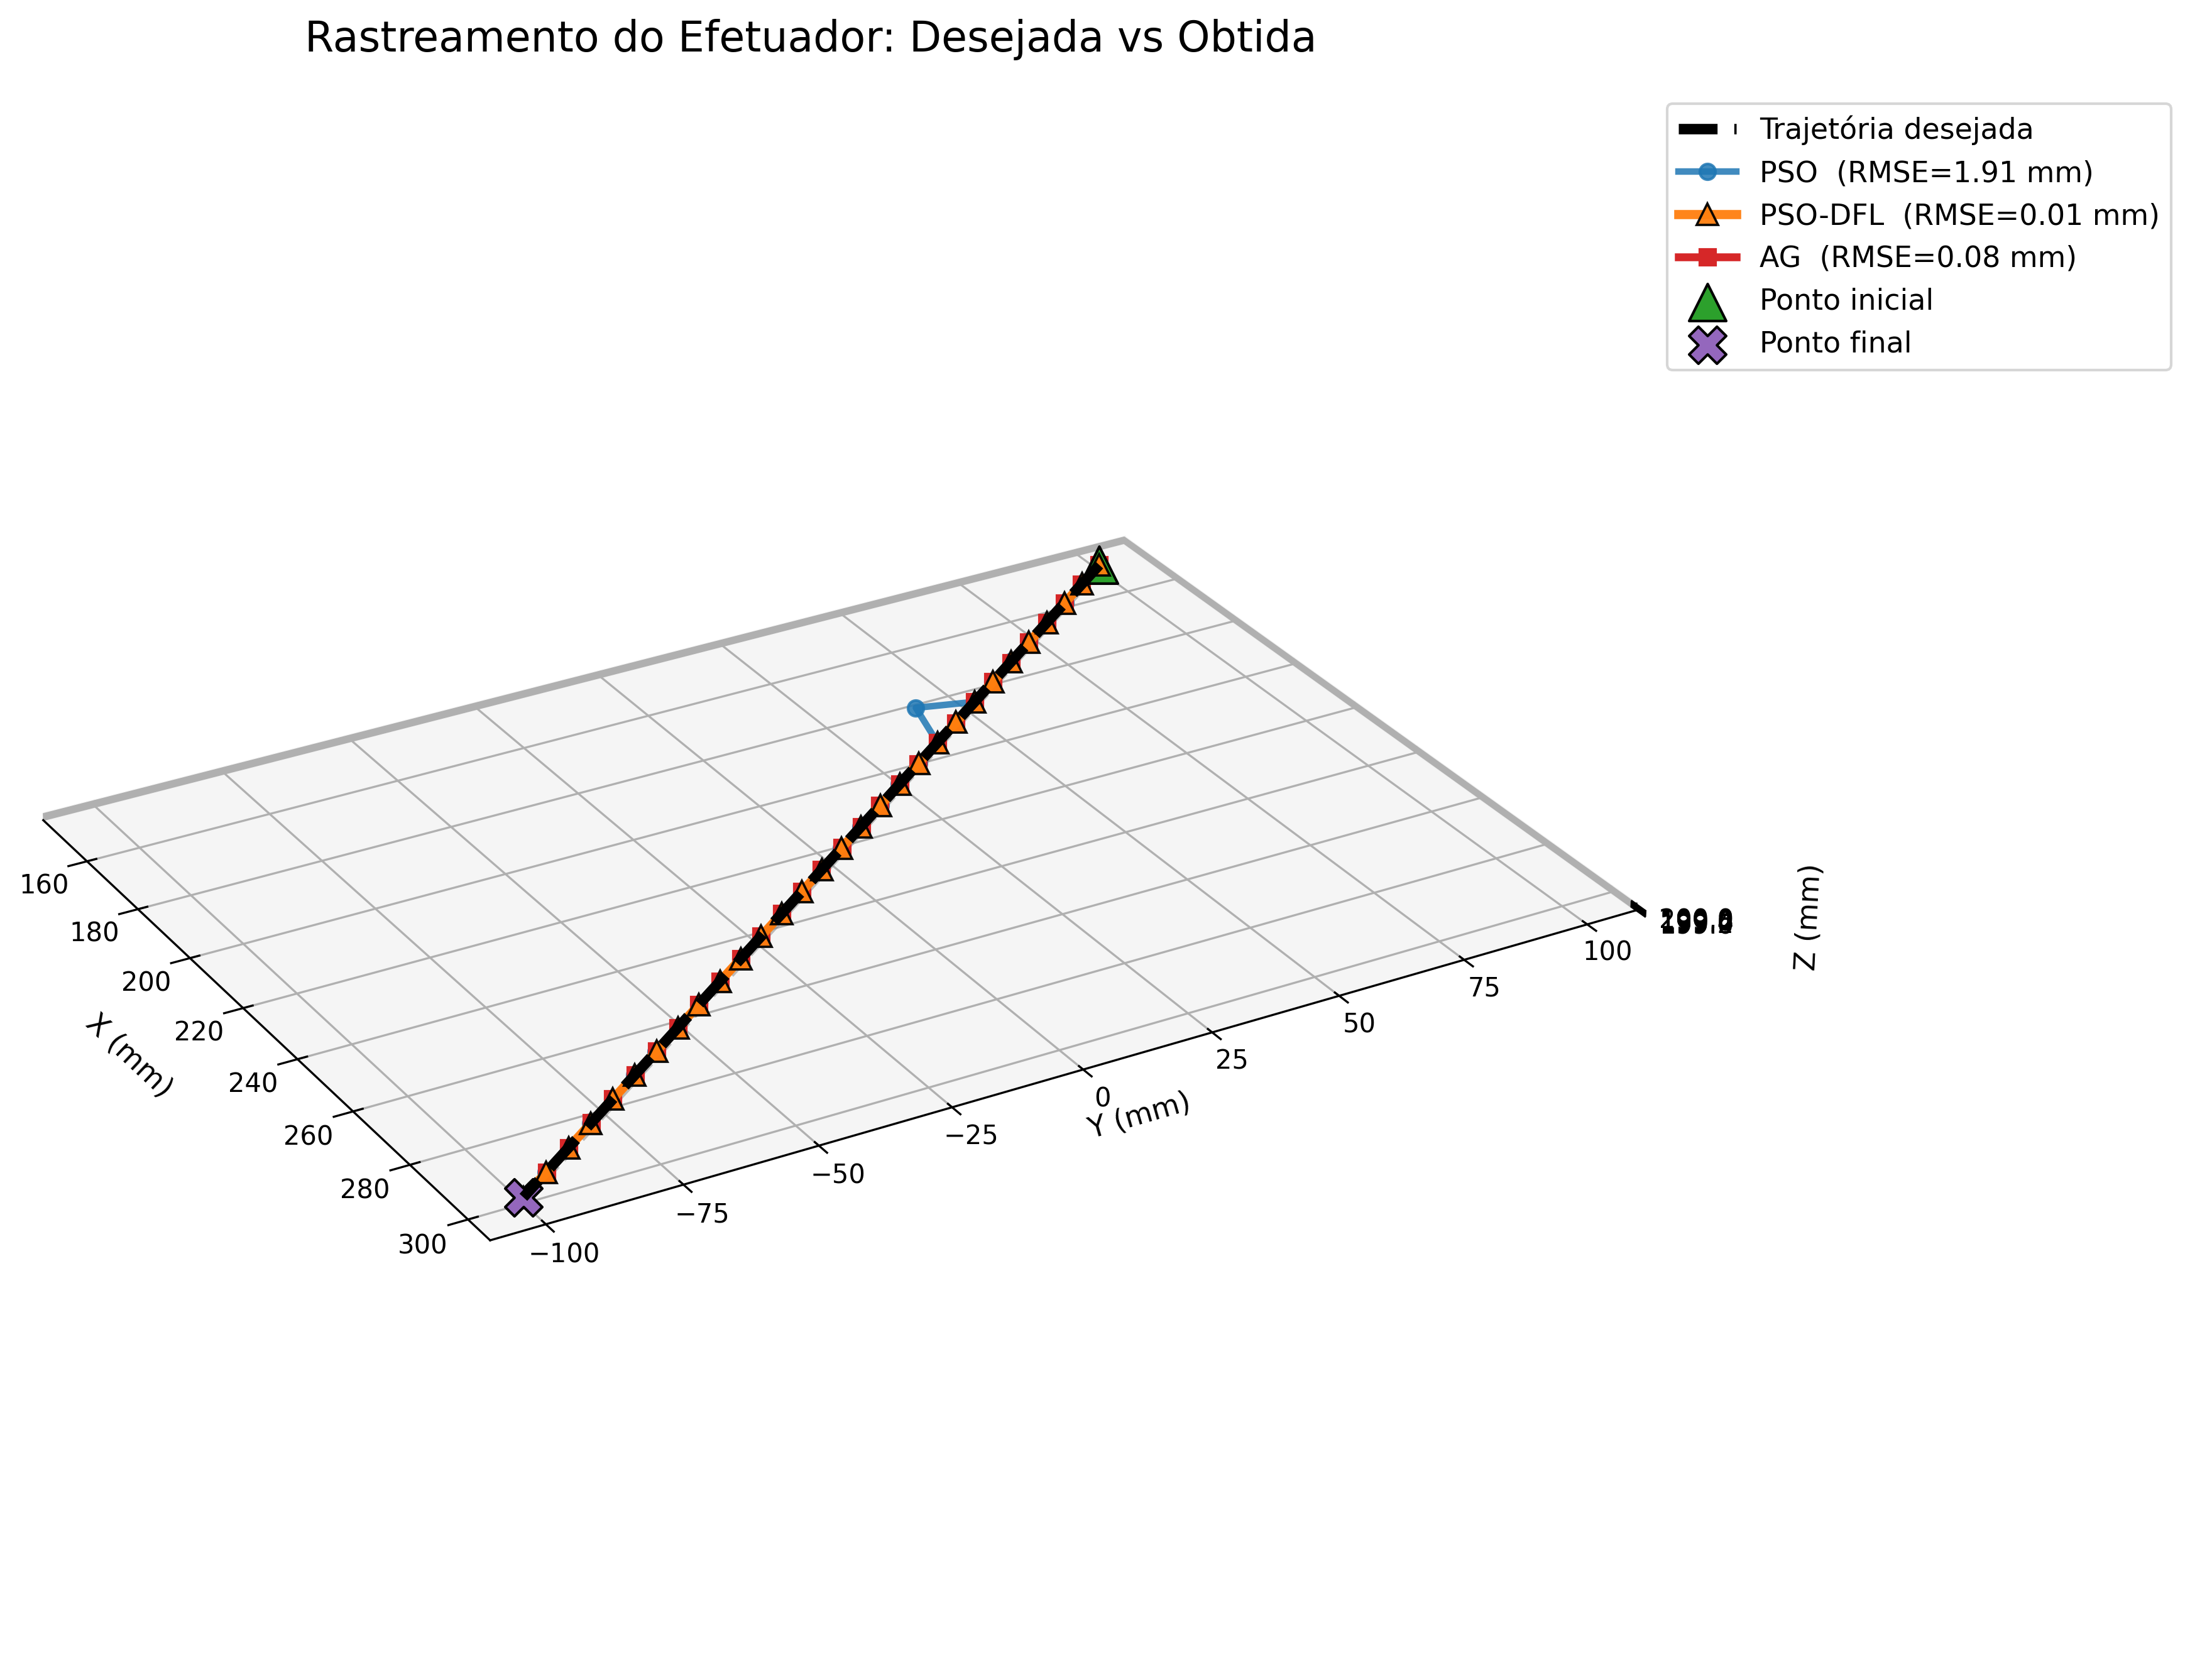 Rastreamento do Efetuador: Desejada vs Obtida
Trajetória desejada
PSO (RMSE=1.91 mm)
PSO-DFL (RMSE=0.01 mm)
AG (RMSE=0.08 mm)
Ponto inicial
Ponto final
160
180
200
220
240
260
280
300
X (mm)
−100
−75
−50
−25
0
25
50
75
100
Y (mm)
Z (mm)